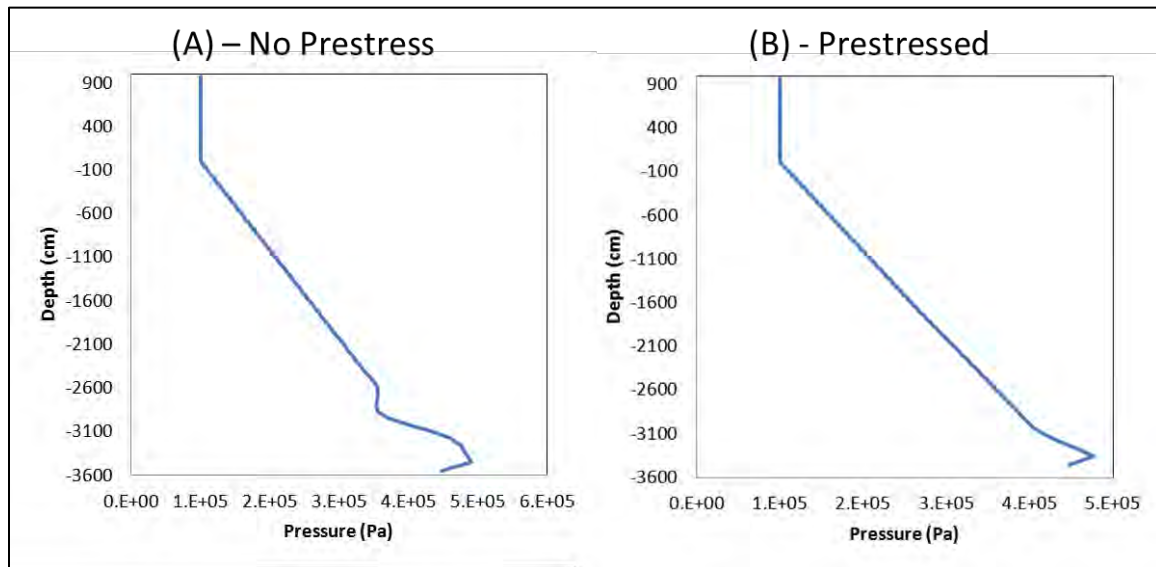 (A) – No Prestress
900
400
-100
-600
-1100
-1600
-2100
-2600
-3100
-3600
Depth (cm)
0.E+00 1.E+05 2.E+05 3.E+05 4.E+05 5.E+05 6.E+05
Pressure (Pa)
(B) - Prestressed
900
400
-100
-600
-1100
-1600
-2100
-2600
-3100
-3600
Depth (cm)
0.E+00 1.E+05 2.E+05 3.E+05 4.E+05 5.E+05
Pressure (Pa)